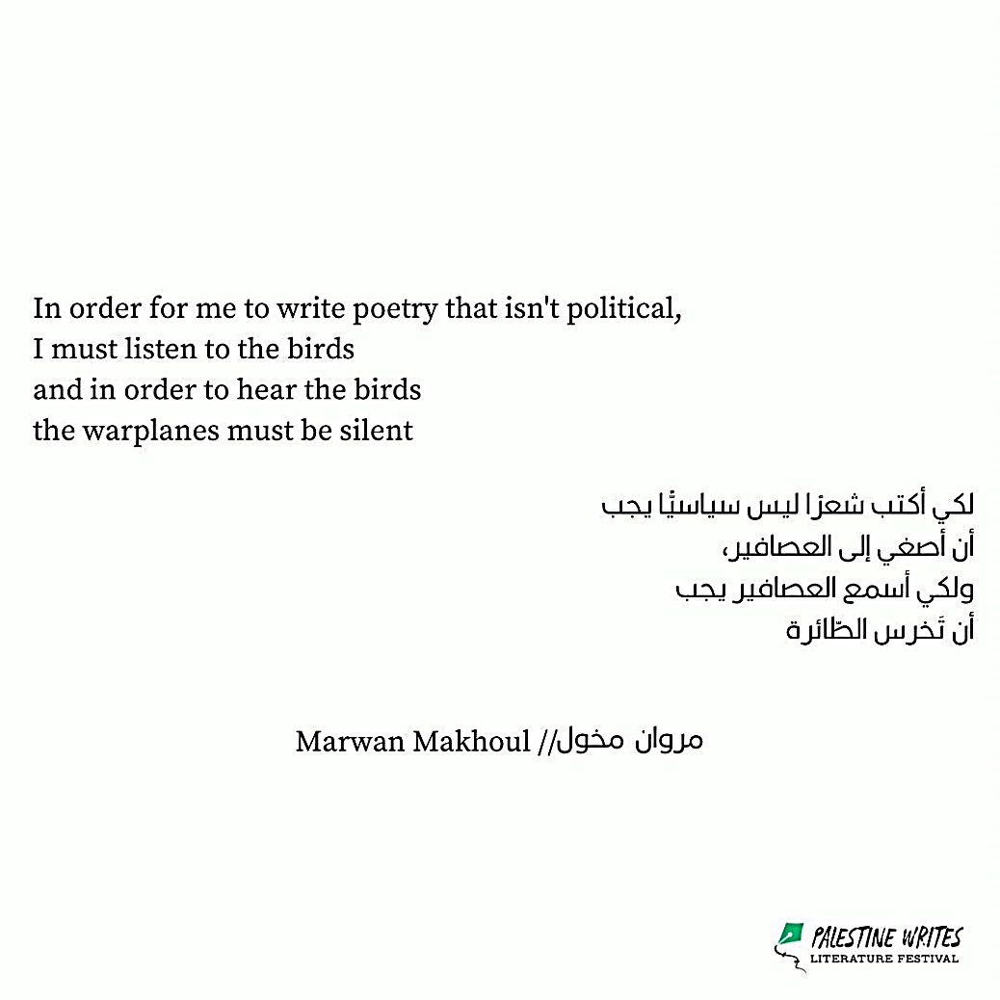 In order for me to write poetry that isn't political,
I must listen to the birds
and in order to hear the birds
the warplanes must be silent
لكي أكتب شعرًا ليس سياسيًّا يجب
أن أصغي إلى العصافير،
ولكي أسمع العصافير يجب
أن تَخرس الطّائرة
Marwan Makhoul //مروان مخول
PALESTINE WRITES
LITERATURE FESTIVAL